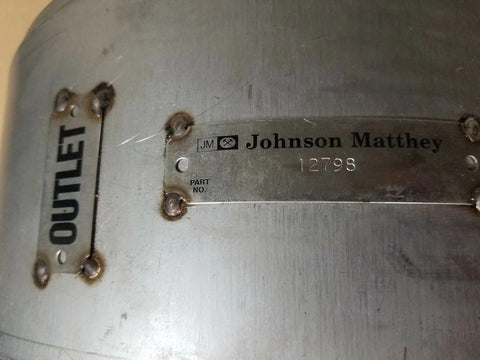 OUTLET
JM Johnson Matthey
12798
PART
NO.